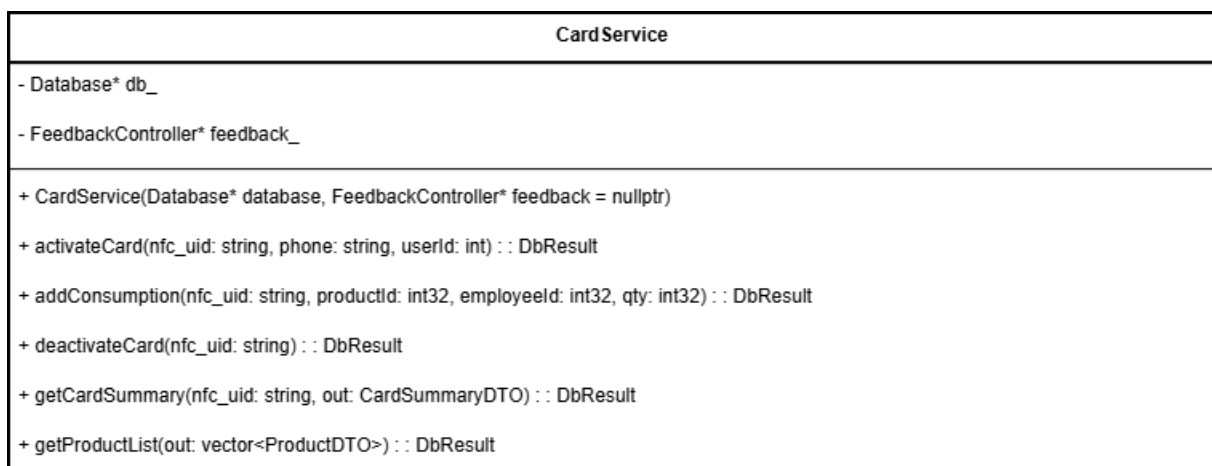 CardService
- Database* db_
- FeedbackController* feedback_
+ CardService(Database* database, FeedbackController* feedback = nullptr)
+ activateCard(nfc_uid: string, phone: string, userId: int) : : DbResult
+ addConsumption(nfc_uid: string, productId: int32, employeeId: int32, qty: int32) : : DbResult
+ deactivateCard(nfc_uid: string) : : DbResult
+ getCardSummary(nfc_uid: string, out: CardSummaryDTO) : : DbResult
+ getProductList(out: vector<ProductDTO>) : : DbResult